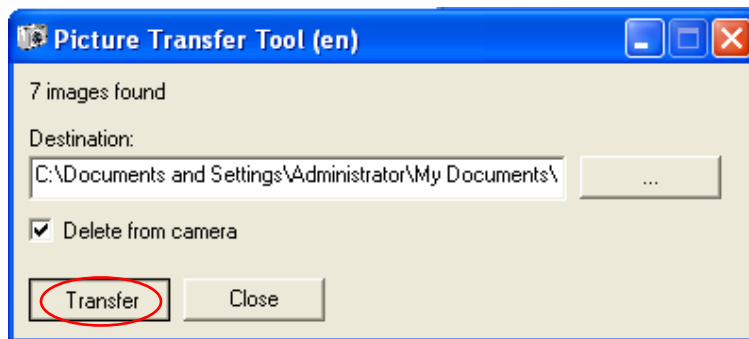 Picture Transfer Tool (en)
7 images found
Destination:
C:\Documents and Settings\Administrator\My Documents\
...
Delete from camera
Transfer
Close